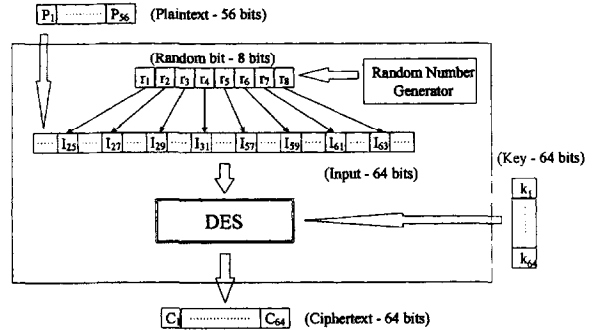 P1 ......... P56 (Plaintext - 56 bits)
(Random bit - 8 bits)
r1 r2 r3 r4 r5 r6 r7 r8
Random Number
Generator
I25 I27 I29 I31 I57 I59 I61 I63
(Input - 64 bits)
(Key - 64 bits)
k1
k64
DES
C1 .................. C64 (Ciphertext - 64 bits)